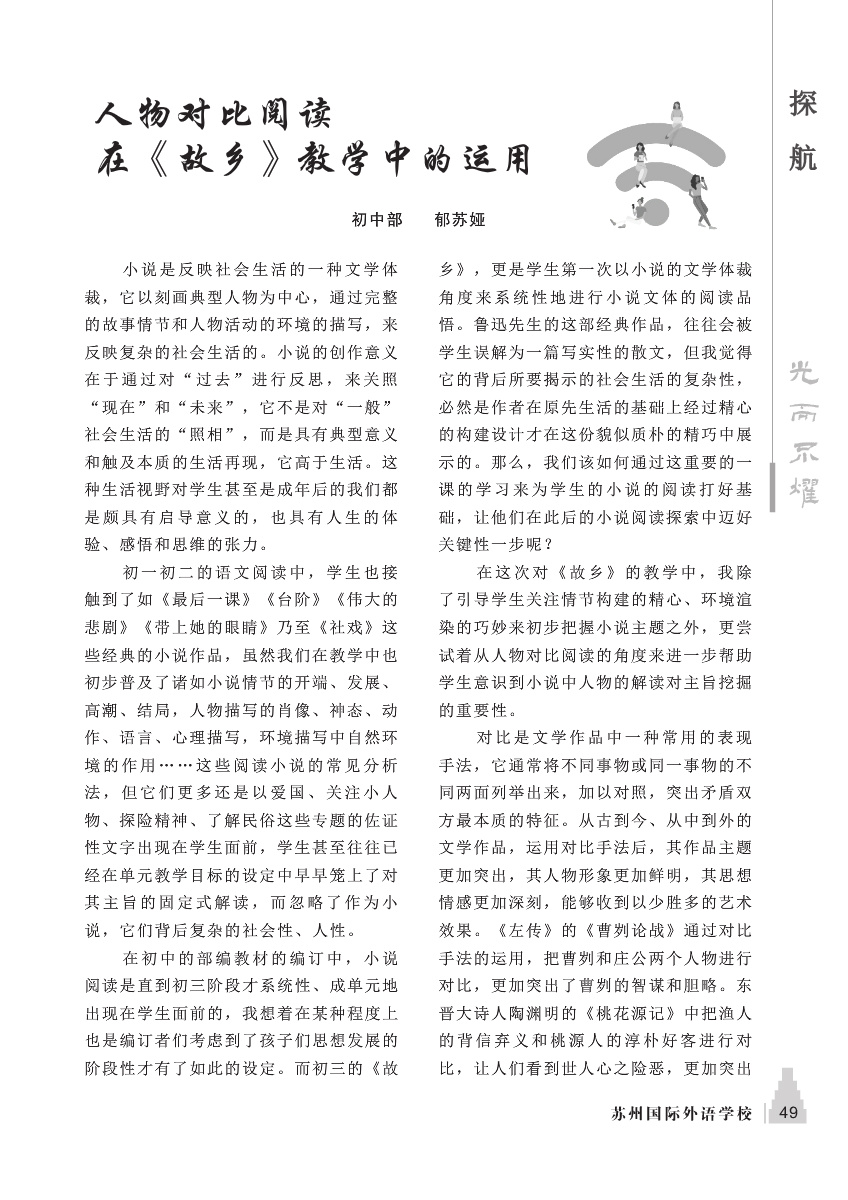 人物对比阅读
在《故乡》教学中的运用
初中部 郁苏娅
小说是反映社会生活的一种文学体
裁，它以刻画典型人物为中心，通过完整
的故事情节和人物活动的环境的描写，来
反映复杂的社会生活的。小说的创作意义
在于通过对“过去”进行反思，来关照
“现在”和“未来”，它不是对“一般”
社会生活的“照相”，而是具有典型意义
和触及本质的生活再现，它高于生活。这
种生活视野对学生甚至是成年后的我们都
是颇具有启导意义的，也具有人生的体
验、感悟和思维的张力。
初一初二的语文阅读中，学生也接
触到了如《最后一课》《台阶》《伟大的
悲剧》《带上她的眼睛》乃至《社戏》这
些经典的小说作品，虽然我们在教学中也
初步普及了诸如小说情节的开端、发展、
高潮、结局，人物描写的肖像、神态、动
作、语言、心理描写，环境描写中自然环
境的作用……这些阅读小说的常见分析
法，但它们更多还是以爱国、关注小人
物、探险精神、了解民俗这些专题的佐证
性文字出现在学生面前，学生甚至往往已
经在单元教学目标的设定中早早笼上了对
其主旨的固定式解读，而忽略了作为小
说，它们背后复杂的社会性、人性。
在初中的部编教材的编订中，小说
阅读是直到初三阶段才系统性、成单元地
出现在学生面前的，我想着在某种程度上
也是编订者们考虑到了孩子们思想发展的
阶段性才有了如此的设定。而初三的《故
乡》，更是学生第一次以小说的文学体裁
角度来系统性地进行小说文体的阅读品
悟。鲁迅先生的这部经典作品，往往会被
学生误解为一篇写实性的散文，但我觉得
它的背后所要揭示的社会生活的复杂性，
必然是作者在原先生活的基础上经过精心
的构建设计才在这份貌似质朴的精巧中展
示的。那么，我们该如何通过这重要的一
课的学习来为学生的小说的阅读打好基
础，让他们在此后的小说阅读探索中迈好
关键性一步呢？
在这次对《故乡》的教学中，我除
了引导学生关注情节构建的精心、环境渲
染的巧妙来初步把握小说主题之外，更尝
试着从人物对比阅读的角度来进一步帮助
学生意识到小说中人物的解读对主旨挖掘
的重要性。
对比是文学作品中一种常用的表现
手法，它通常将不同事物或同一事物的不
同两面列举出来，加以对照，突出矛盾双
方最本质的特征。从古到今、从中到外的
文学作品，运用对比手法后，其作品主题
更加突出，其人物形象更加鲜明，其思想
情感更加深刻，能够收到以少胜多的艺术
效果。《左传》的《曹刿论战》通过对比
手法的运用，把曹刿和庄公两个人物进行
对比，更加突出了曹刿的智谋和胆略。东
晋大诗人陶渊明的《桃花源记》中把渔人
的背信弃义和桃源人的淳朴好客进行对
比，让人们看到世人心之险恶，更加突出
探航
光而不耀
苏州国际外语学校 49